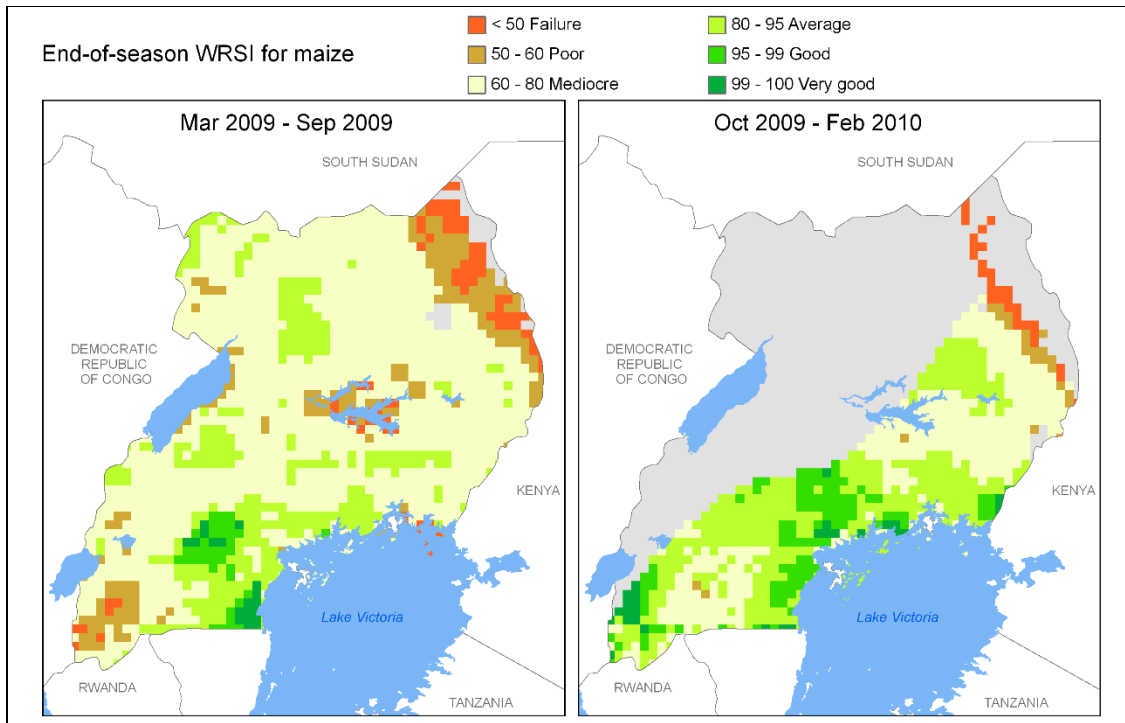 End-of-season WRSI for maize
< 50 Failure
50 - 60 Poor
60 - 80 Mediocre
80 - 95 Average
95 - 99 Good
99 - 100 Very good
Mar 2009 - Sep 2009
SOUTH SUDAN
DEMOCRATIC
REPUBLIC
OF CONGO
KENYA
Lake Victoria
RWANDA
TANZANIA
Oct 2009 - Feb 2010
SOUTH SUDAN
DEMOCRATIC
REPUBLIC
OF CONGO
KENYA
Lake Victoria
RWANDA
TANZANIA